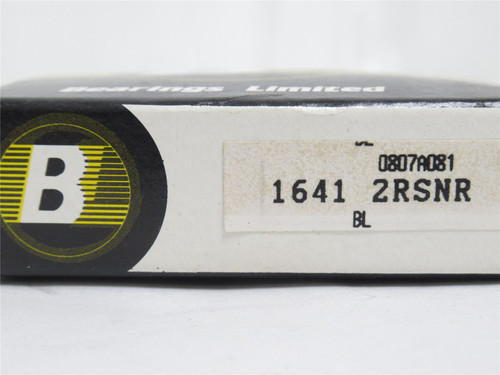 Bearings Limited
B
0807A081
1641 2RSNR
BL